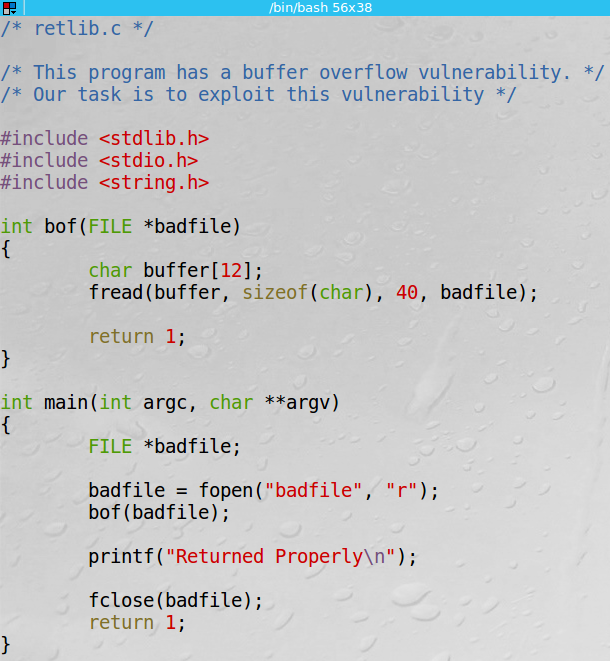 /bin/bash 56x38
/* retlib.c */
/* This program has a buffer overflow vulnerability. */
/* Our task is to exploit this vulnerability */
#include <stdlib.h>
#include <stdio.h>
#include <string.h>
int bof(FILE *badfile)
{
        char buffer[12];
        fread(buffer, sizeof(char), 40, badfile);
        return 1;
}
int main(int argc, char **argv)
{
        FILE *badfile;
        badfile = fopen("badfile", "r");
        bof(badfile);
        printf("Returned Properly\n");
        fclose(badfile);
        return 1;
}